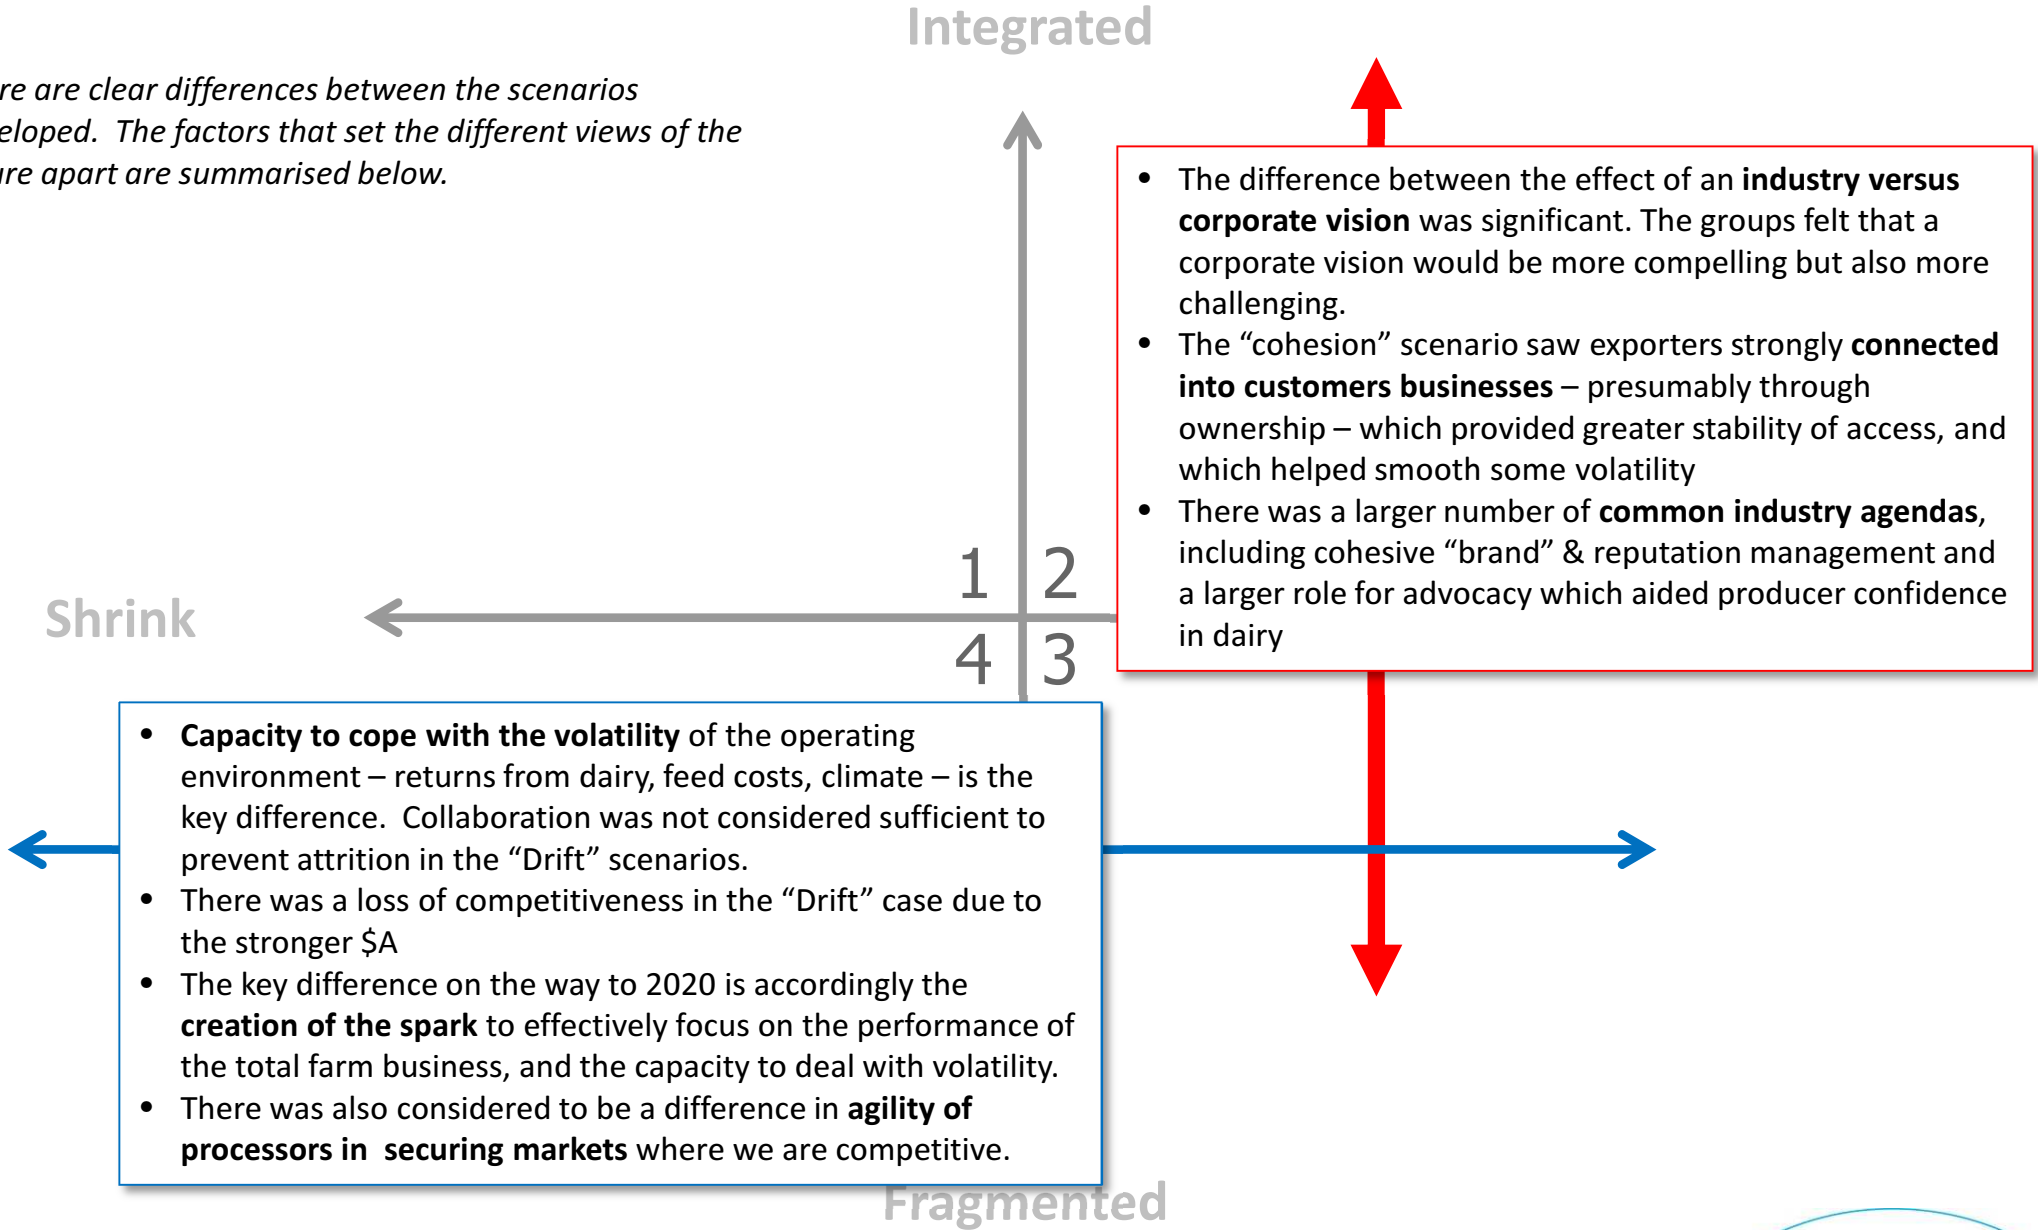 Integrated
re are clear differences between the scenarios
eloped. The factors that set the different views of the
ure apart are summarised below.
• The difference between the effect of an industry versus
corporate vision was significant. The groups felt that a
corporate vision would be more compelling but also more
challenging.
• The “cohesion” scenario saw exporters strongly connected
into customers businesses – presumably through
ownership – which provided greater stability of access, and
which helped smooth some volatility
• There was a larger number of common industry agendas,
including cohesive “brand” & reputation management and
a larger role for advocacy which aided producer confidence
in dairy
1 2
Shrink
4 3
• Capacity to cope with the volatility of the operating
environment – returns from dairy, feed costs, climate – is the
key difference. Collaboration was not considered sufficient to
prevent attrition in the “Drift” scenarios.
• There was a loss of competitiveness in the “Drift” case due to
the stronger $A
• The key difference on the way to 2020 is accordingly the
creation of the spark to effectively focus on the performance of
the total farm business, and the capacity to deal with volatility.
• There was also considered to be a difference in agility of
processors in securing markets where we are competitive.
Fragmented